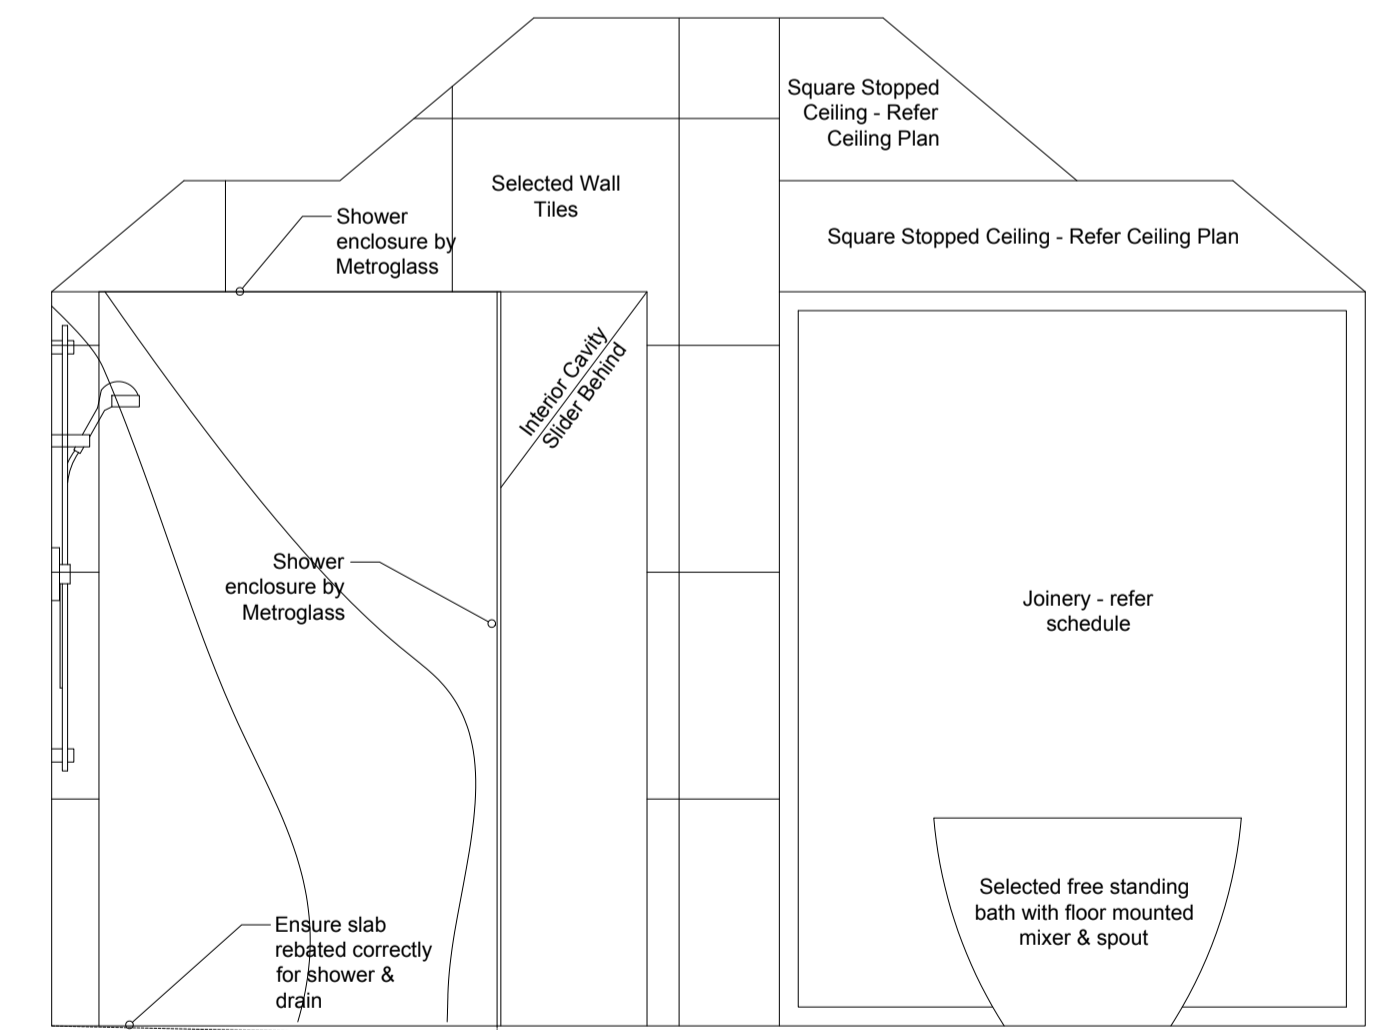 Square Stopped
Ceiling - Refer
Ceiling Plan
Selected Wall
Tiles
Shower
enclosure by
Metroglass
Square Stopped Ceiling - Refer Ceiling Plan
Interior Cavity
Slider Behind
Shower
enclosure by
Metroglass
Joinery - refer
schedule
Selected free standing
bath with floor mounted
mixer & spout
Ensure slab
rebated correctly
for shower &
drain